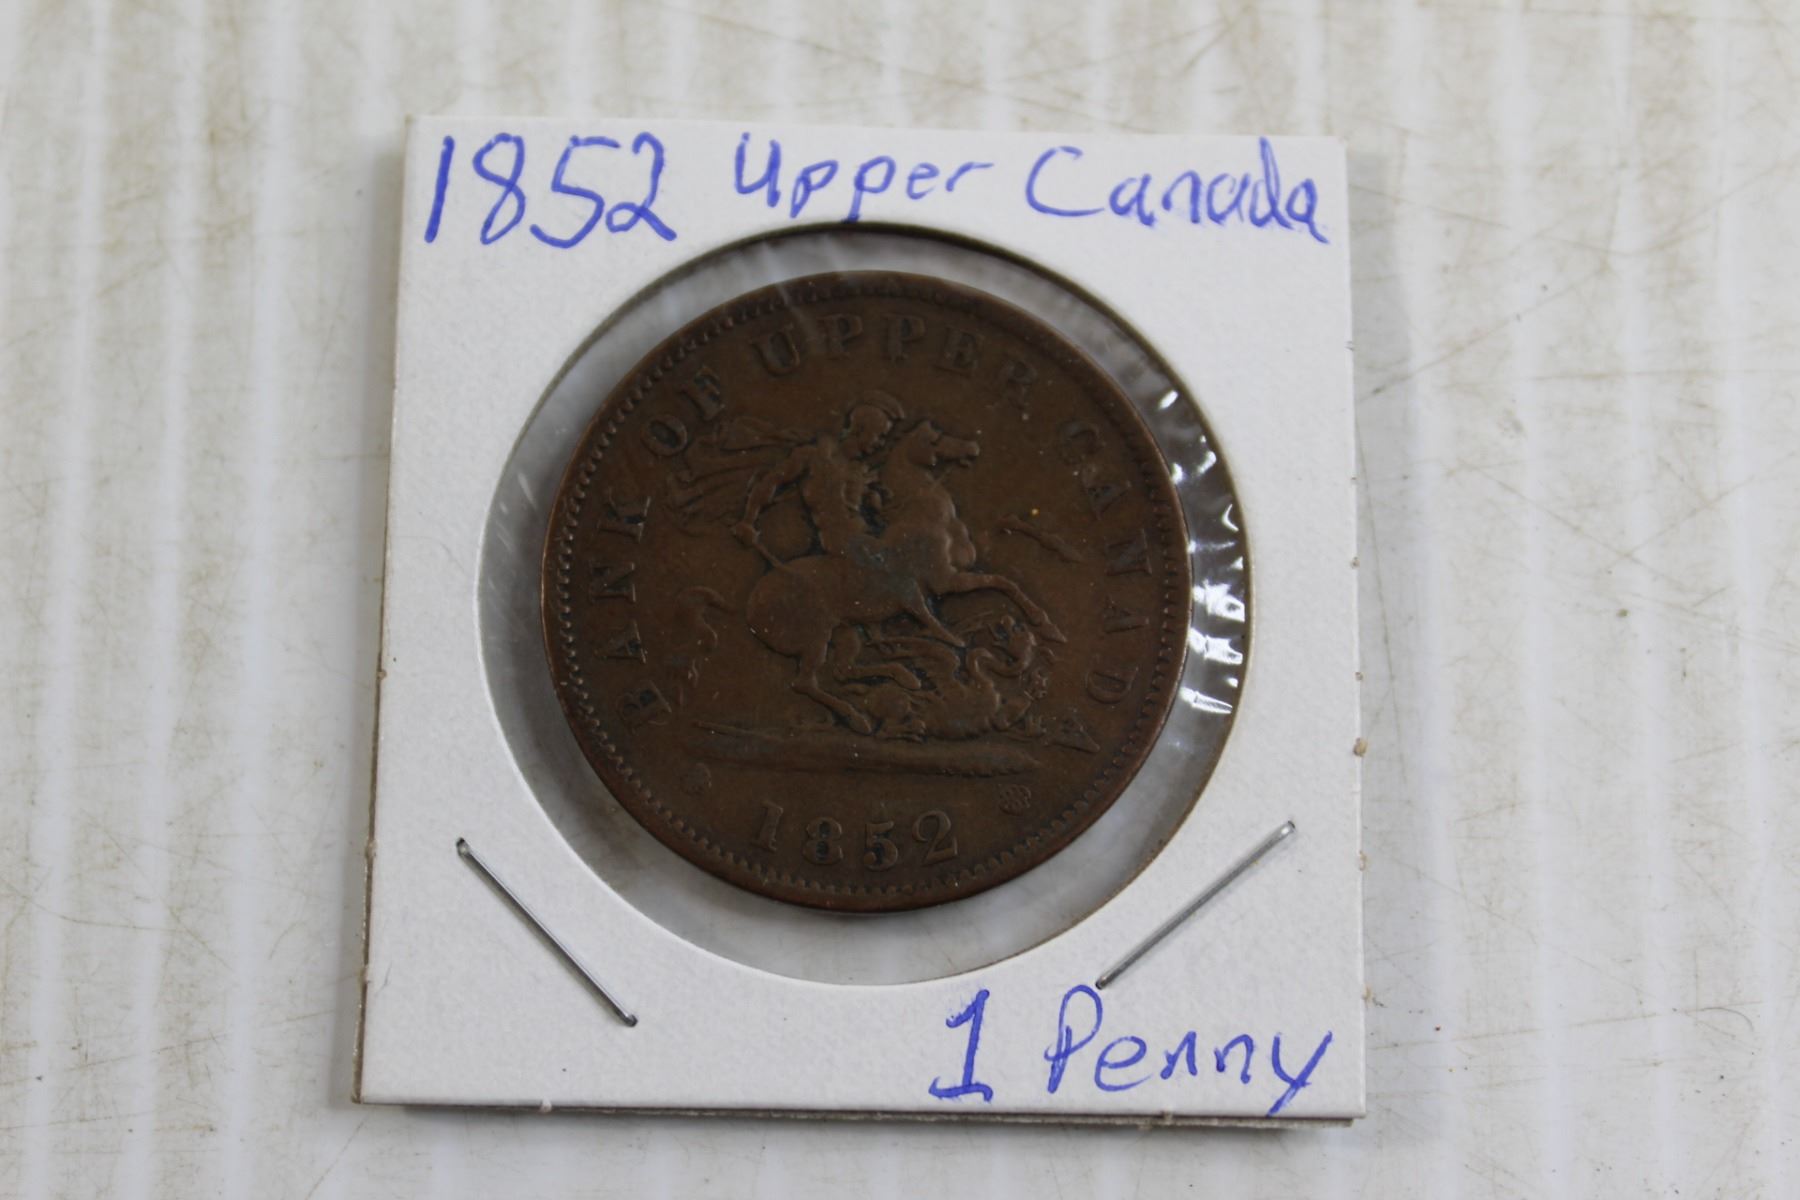 1852 Upper Canada
BANK OF UPPER CANADA
1852
1 Penny